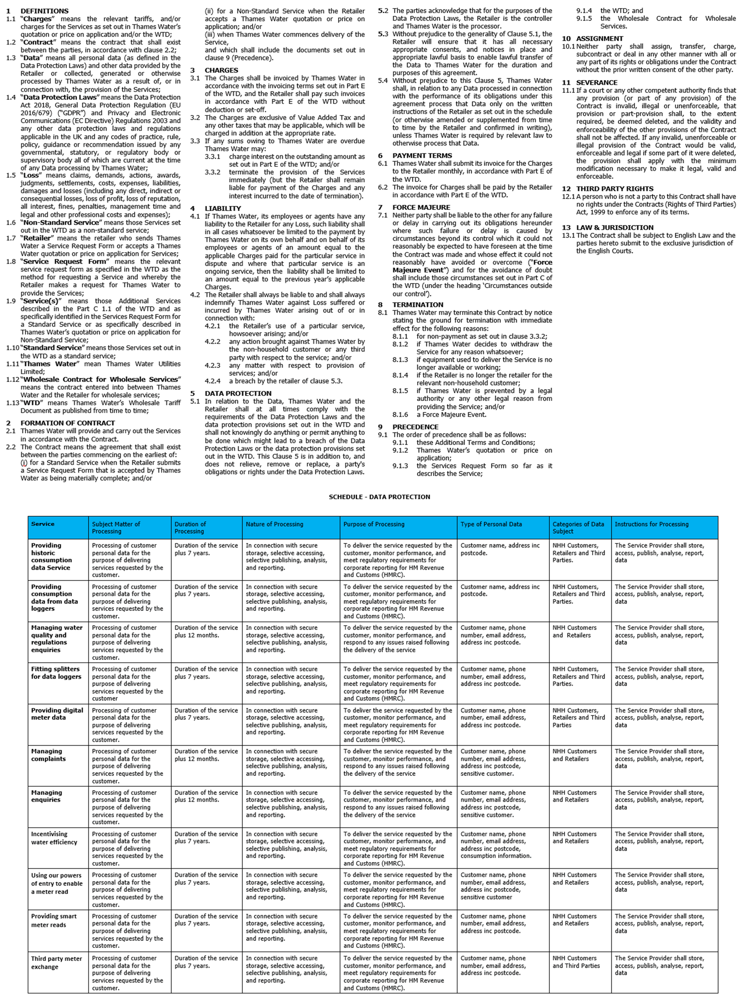 1 DEFINITIONS
1.1 “Charges” means the relevant tariffs, and/or
charges for the Services as set out in Thames Water’s
quotation or price on application and/or the WTD;
1.2 “Contract” means the contract that shall exist
between the parties, in accordance with clause 2.2;
1.3 “Data” means all personal data (as defined in the
Data Protection Laws) and other data provided by the
Retailer or collected, generated or otherwise
processed by Thames Water as a result of, or in
connection with, the provision of the Services;
1.4 “Data Protection Laws” means the Data Protection
Act 2018, General Data Protection Regulation (EU
2016/679) (“GDPR”) and Privacy and Electronic
Communications (EC Directive) Regulations 2003 and
any other data protection laws and regulations
applicable in the UK and any codes of practice, rule,
policy, guidance or recommendation issued by any
governmental, statutory, or regulatory body or
supervisory body all of which are current at the time
of any Data processing by Thames Water;
1.5 “Loss” means claims, demands, actions, awards,
judgments, settlements, costs, expenses, liabilities,
damages and losses (including any direct, indirect or
consequential losses, loss of profit, loss of reputation,
all interest, fines, penalties, management time and
legal and other professional costs and expenses);
1.6 “Non-Standard Service” means those Services set
out in the WTD as a non-standard service;
1.7 “Retailer” means the retailer who sends Thames
Water a Service Request Form or accepts a Thames
Water quotation or price on application for Services;
1.8 “Service Request Form” means the relevant
service request form as specified in the WTD as the
method for requesting a Service and whereby the
Retailer makes a request for Thames Water to
provide the Services;
1.9 “Service(s)” means those Additional Services
described in the Part C 1.1 of the WTD and as
specifically identified in the Services Request Form for
a Standard Service or as specifically described in
Thames Water’s quotation or price on application for
Non-Standard Service;
1.10 “Standard Service” means those Services set out in
the WTD as a standard service;
1.11 “Thames Water” mean Thames Water Utilities
Limited;
1.12 “Wholesale Contract for Wholesale Services”
means the contract entered into between Thames
Water and the Retailer for wholesale services;
1.13 “WTD” means Thames Water’s Wholesale Tariff
Document as published from time to time;
2 FORMATION OF CONTRACT
2.1 Thames Water will provide and carry out the Services
in accordance with the Contract.
2.2 The Contract means the agreement that shall exist
between the parties commencing on the earliest of:
(i) for a Standard Service when the Retailer submits
a Service Request Form that is accepted by Thames
Water as being materially complete; and/or
(ii) for a Non-Standard Service when the Retailer
accepts a Thames Water quotation or price on
application; and/or
(iii) when Thames Water commences delivery of the
Service,
and which shall include the documents set out in
clause 9 (Precedence).
3 CHARGES
3.1 The Charges shall be invoiced by Thames Water in
accordance with the invoicing terms set out in Part E
of the WTD, and the Retailer shall pay such invoices
in accordance with Part E of the WTD without
deduction or set-off.
3.2 The Charges are exclusive of Value Added Tax and
any other taxes that may be applicable, which will be
charged in addition at the appropriate rate.
3.3 If any sums owing to Thames Water are overdue
Thames Water may:
3.3.1 charge interest on the outstanding amount as
set out in Part E of the WTD; and/or
3.3.2 terminate the provision of the Services
immediately (but the Retailer shall remain
liable for payment of the Charges and any
interest incurred to the date of termination).
4 LIABILITY
4.1 If Thames Water, its employees or agents have any
liability to the Retailer for any Loss, such liability shall
in all cases whatsoever be limited to the payment by
Thames Water on its own behalf and on behalf of its
employees or agents of an amount equal to the
applicable Charges paid for the particular service in
dispute and where that particular service is an
ongoing service, then the liability shall be limited to
an amount equal to the previous year’s applicable
Charges.
4.2 The Retailer shall always be liable to and shall always
indemnify Thames Water against Loss suffered or
incurred by Thames Water arising out of or in
connection with:
4.2.1 the Retailer’s use of a particular service,
howsoever arising; and/or
4.2.2 any action brought against Thames Water by
the non-household customer or any third
party with respect to the service; and/or
4.2.3 any matter with respect to provision of
services; and/or
4.2.4 a breach by the retailer of clause 5.3.
5 DATA PROTECTION
5.1 In relation to the Data, Thames Water and the
Retailer shall at all times comply with the
requirements of the Data Protection Laws and the
data protection provisions set out in the WTD and
shall not knowingly do anything or permit anything to
be done which might lead to a breach of the Data
Protection Laws or the data protection provisions set
out in the WTD. This Clause 5 is in addition to, and
does not relieve, remove or replace, a party's
obligations or rights under the Data Protection Laws.
5.2 The parties acknowledge that for the purposes of the
Data Protection Laws, the Retailer is the controller
and Thames Water is the processor.
5.3 Without prejudice to the generality of Clause 5.1, the
Retailer will ensure that it has all necessary
appropriate consents, and notices in place and
appropriate lawful basis to enable lawful transfer of
the Data to Thames Water for the duration and
purposes of this agreement.
5.4 Without prejudice to this Clause 5, Thames Water
shall, in relation to any Data processed in connection
with the performance of its obligations under this
agreement process that Data only on the written
instructions of the Retailer as set out in the schedule
(or otherwise amended or supplemented from time
to time by the Retailer and confirmed in writing),
unless Thames Water is required by relevant law to
otherwise process that Data.
6 PAYMENT TERMS
6.1 Thames Water shall submit its invoice for the Charges
to the Retailer monthly, in accordance with Part E of
the WTD.
6.2 The invoice for Charges shall be paid by the Retailer
in accordance with Part E of the WTD.
7 FORCE MAJEURE
7.1 Neither party shall be liable to the other for any failure
or delay in carrying out its obligations hereunder
where such failure or delay is caused by
circumstances beyond its control which it could not
reasonably be expected to have foreseen at the time
the Contract was made and whose effect it could not
reasonably have avoided or overcome (“Force
Majeure Event”) and for the avoidance of doubt
shall include those circumstances set out in Part C of
the WTD (under the heading ‘Circumstances outside
our control’).
8 TERMINATION
8.1 Thames Water may terminate this Contract by notice
stating the ground for termination with immediate
effect for the following reasons:
8.1.1 for non-payment as set out in clause 3.3.2;
8.1.2 if Thames Water decides to withdraw the
Service for any reason whatsoever;
8.1.3 if equipment used to deliver the Service is no
longer available or working;
8.1.4 if the Retailer is no longer the retailer for the
relevant non-household customer;
8.1.5 if Thames Water is prevented by a legal
authority or any other legal reason from
providing the Service; and/or
8.1.6 a Force Majeure Event.
9 PRECEDENCE
9.1 The order of precedence shall be as follows:
9.1.1 these Additional Terms and Conditions;
9.1.2 Thames Water’s quotation or price on
application;
9.1.3 the Services Request Form so far as it
describes the Service;
9.1.4 the WTD; and
9.1.5 the Wholesale Contract for Wholesale
Services.
10 ASSIGNMENT
10.1 Neither party shall assign, transfer, charge,
subcontract or deal in any other manner with all or
any part of its rights or obligations under the Contract
without the prior written consent of the other party.
11 SEVERANCE
11.1 If a court or any other competent authority finds that
any provision (or part of any provision) of the
Contract is invalid, illegal or unenforceable, that
provision or part-provision shall, to the extent
required, be deemed deleted, and the validity and
enforceability of the other provisions of the Contract
shall not be affected. If any invalid, unenforceable or
illegal provision of the Contract would be valid,
enforceable and legal if some part of it were deleted,
the provision shall apply with the minimum
modification necessary to make it legal, valid and
enforceable.
12 THIRD PARTY RIGHTS
12.1 A person who is not a party to this Contract shall have
no rights under the Contracts (Rights of Third Parties)
Act, 1999 to enforce any of its terms.
13 LAW & JURISDICTION
13.1 The Contract shall be subject to English Law and the
parties hereto submit to the exclusive jurisdiction of
the English Courts.
SCHEDULE - DATA PROTECTION
Service
Subject Matter of
Processing
Duration of
Processing
Nature of Processing
Purpose of Processing
Type of Personal Data
Categories of Data
Subject
Instructions for Processing
Providing
historic
consumption
data Service
Processing of customer
personal data for the
purpose of delivering
services requested by the
customer.
Duration of the service
plus 7 years.
In connection with secure
storage, selective accessing,
selective publishing, analysis,
and reporting.
To deliver the service requested by the
customer, monitor performance, and
meet regulatory requirements for
corporate reporting for HM Revenue
and Customs (HMRC).
Customer name, address inc
postcode.
NHH Customers,
Retailers and Third
Parties.
The Service Provider shall store,
access, publish, analyse, report,
data
Providing
consumption
data from data
loggers
Processing of customer
personal data for the
purpose of delivering
services requested by the
customer.
Duration of the service
plus 7 years.
In connection with secure
storage, selective accessing,
selective publishing, analysis,
and reporting.
To deliver the service requested by the
customer, monitor performance, and
meet regulatory requirements for
corporate reporting for HM Revenue
and Customs (HMRC).
Customer name, address inc
postcode.
NHH Customers,
Retailers and Third
Parties.
The Service Provider shall store,
access, publish, analyse, report,
data
Managing water
quality and
regulations
enquiries
Processing of customer
personal data for the
purpose of delivering
services requested by the
customer.
Duration of the service
plus 12 months.
In connection with secure
storage, selective accessing,
selective publishing, analysis,
and reporting.
To deliver the service requested by the
customer, monitor performance, and
respond to any issues raised following
the delivery of the service
Customer name, phone
number, email address,
address inc postcode.
NHH Customers
and Retailers
The Service Provider shall store,
access, publish, analyse, report,
data
Fitting splitters
for data loggers
Processing of customer
personal data for the
purpose of delivering
services requested by the
customer
Duration of the service
plus 7 years.
In connection with secure
storage, selective accessing,
selective publishing, analysis,
and reporting.
To deliver the service requested by the
customer, monitor performance, and
meet regulatory requirements for
corporate reporting for HM Revenue
and Customs (HMRC).
Customer name, phone
number, email address,
address inc postcode.
NHH Customers,
Retailers and Third
Parties.
The Service Provider shall store,
access, publish, analyse, report,
data
Providing digital
meter data
Processing of customer
personal data for the
purpose of delivering
services requested by the
customer.
Duration of the service
plus 7 years.
In connection with secure
storage, selective accessing,
selective publishing, analysis,
and reporting.
To deliver the service requested by the
customer, monitor performance, and
meet regulatory requirements for
corporate reporting for HM Revenue
and Customs (HMRC).
Customer name, phone
number, email address,
address inc postcode.
NHH Customers,
Retailers and Third
Parties
The Service Provider shall store,
access, publish, analyse, report,
data
Managing
complaints
Processing of customer
personal data for the
purpose of delivering
services requested by the
customer.
Duration of the service
plus 12 months.
In connection with secure
storage, selective accessing,
selective publishing, analysis,
and reporting.
To deliver the service requested by the
customer, monitor performance, and
respond to any issues raised following
the delivery of the service
Customer name, phone
number, email address,
address inc postcode,
sensitive customer.
NHH Customers
and Retailers
The Service Provider shall store,
access, publish, analyse, report,
data
Managing
enquiries
Processing of customer
personal data for the
purpose of delivering
services requested by the
customer.
Duration of the service
plus 12 months.
In connection with secure
storage, selective accessing,
selective publishing, analysis,
and reporting.
To deliver the service requested by the
customer, monitor performance, and
respond to any issues raised following
the delivery of the service
Customer name, phone
number, email address,
address inc postcode,
sensitive customer.
NHH Customers
and Retailers
The Service Provider shall store,
access, publish, analyse, report,
data
Incentivising
water efficiency
Processing of customer
personal data for the
purpose of delivering
services requested by the
customer.
Duration of the service
plus 7 years.
In connection with secure
storage, selective accessing,
selective publishing, analysis,
and reporting.
To deliver the service requested by the
customer, monitor performance, and
meet regulatory requirements for
corporate reporting for HM Revenue
and Customs (HMRC).
Customer name, phone
number, email address,
address inc postcode,
consumption information.
NHH Customers
and Retailers
The Service Provider shall store,
access, publish, analyse, report,
data
Using our powers
of entry to enable
a meter read
Processing of customer
personal data for the
purpose of delivering
services requested by the
customer.
Duration of the service
plus 7 years.
In connection with secure
storage, selective accessing,
selective publishing, analysis,
and reporting.
To deliver the service requested by the
customer, monitor performance, and
meet regulatory requirements for
corporate reporting for HM Revenue
and Customs (HMRC).
Customer name, phone
number, email address,
address inc postcode,
sensitive customer
NHH Customers
and Retailers
The Service Provider shall store,
access, publish, analyse, report,
data
Providing smart
meter reads
Processing of customer
personal data for the
purpose of delivering
services requested by the
customer.
Duration of the service
plus 7 years.
In connection with secure
storage, selective accessing,
selective publishing, analysis,
and reporting.
To deliver the service requested by the
customer, monitor performance, and
meet regulatory requirements for
corporate reporting for HM Revenue
and Customs (HMRC).
Customer name, phone
number, email address,
address inc postcode.
NHH Customers
and Retailers
The Service Provider shall store,
access, publish, analyse, report,
data
Third party meter
exchange
Processing of customer
personal data for the
purpose of delivering
services requested by the
customer.
Duration of the service
plus 7 years.
In connection with secure
storage, selective accessing,
selective publishing, analysis,
and reporting.
To deliver the service requested by the
customer, monitor performance, and
meet regulatory requirements for
corporate reporting for HM Revenue
and Customs (HMRC).
Customer name, phone
number, email address,
address inc postcode.
NHH Customers
and Third Parties
The Service Provider shall store,
access, publish, analyse, report,
data